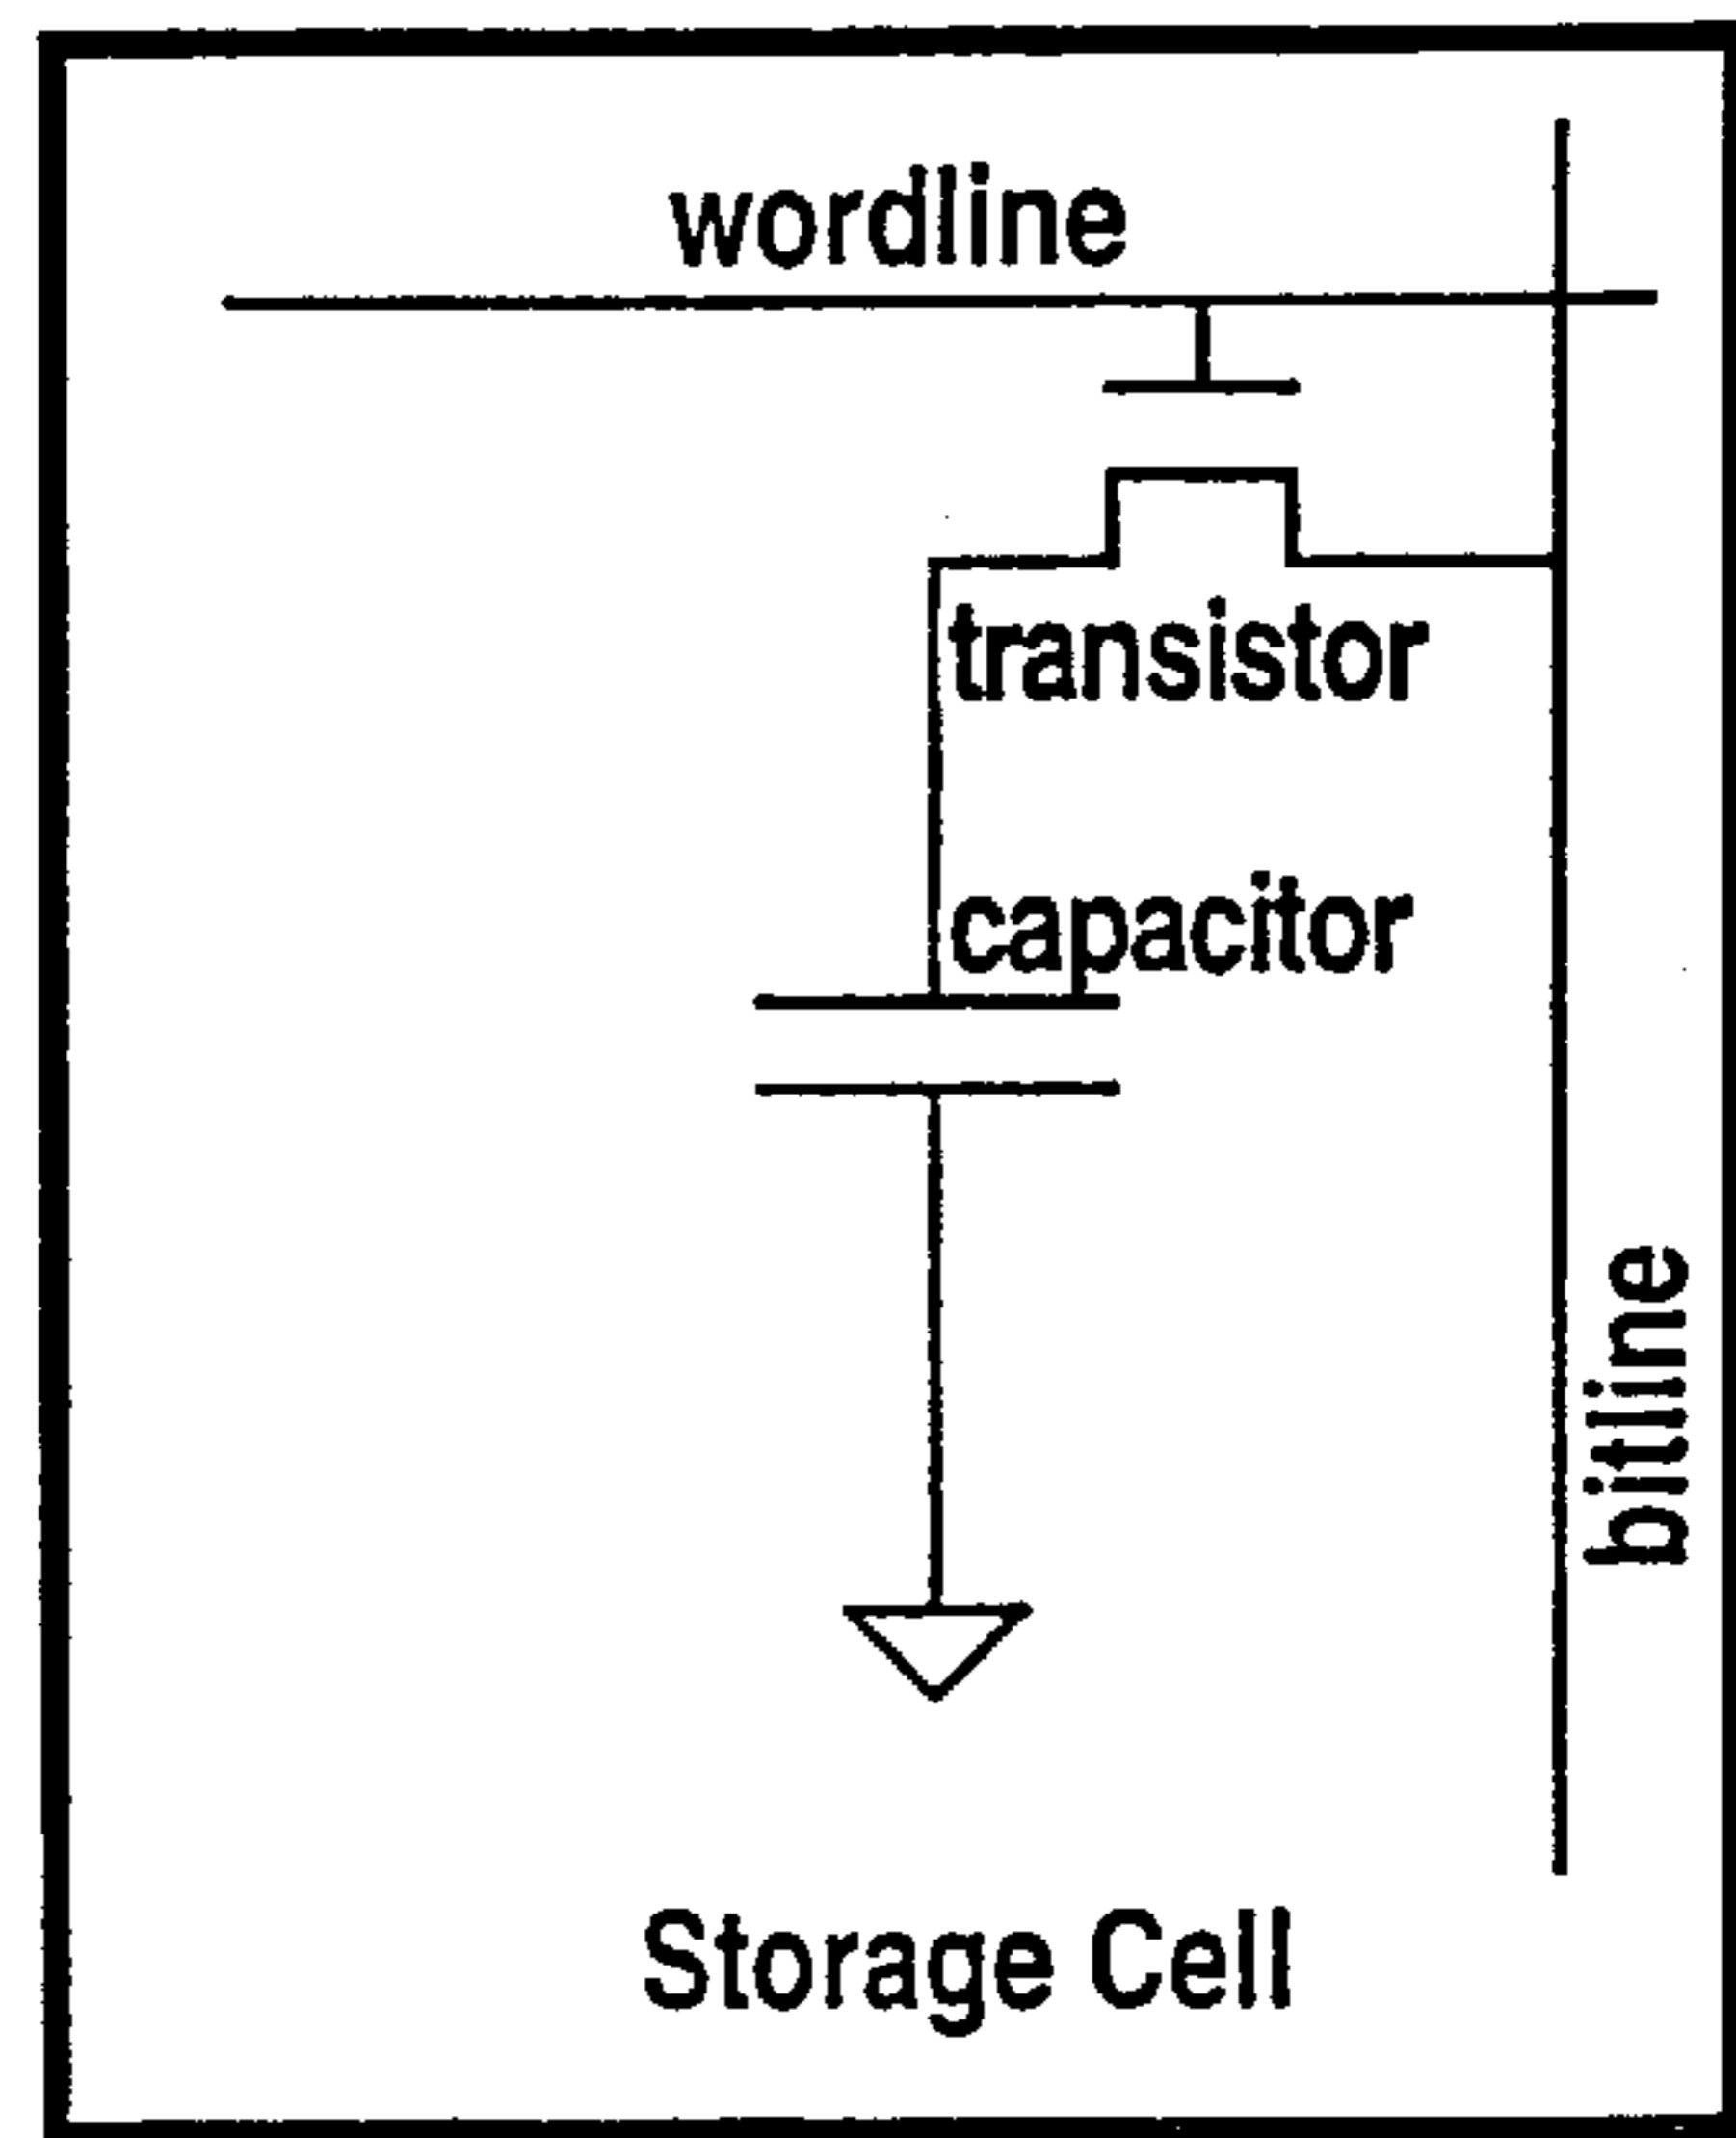 wordline
transistor
capacitor
bitline
Storage Cell